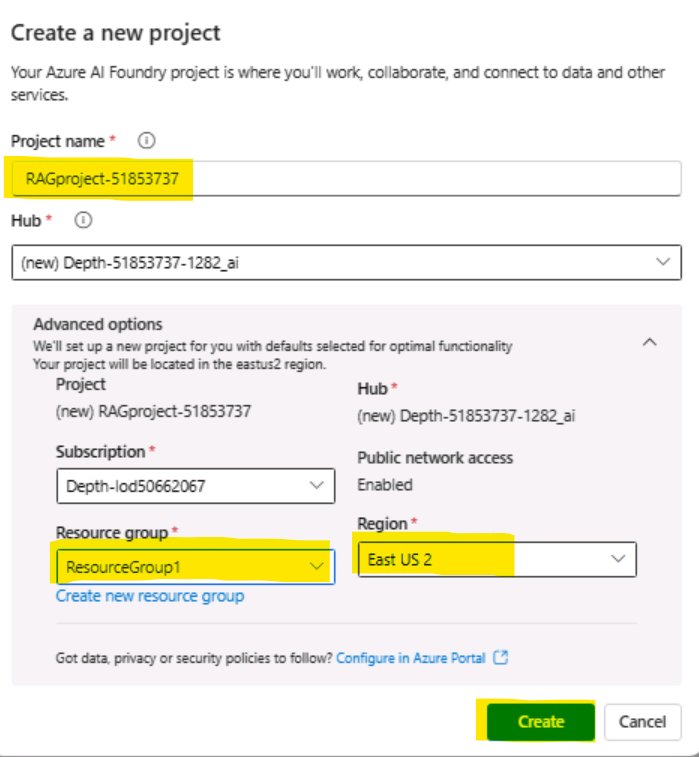 Create a new project
Your Azure AI Foundry project is where you'll work, collaborate, and connect to data and other
services.
Project name *
RAGproject-51853737
Hub *
(new) Depth-51853737-1282_ai
Advanced options
We'll set up a new project for you with defaults selected for optimal functionality
Your project will be located in the eastus2 region.
Project
(new) RAGproject-51853737
Hub *
(new) Depth-51853737-1282_ai
Subscription *
Depth-lod50662067
Public network access
Enabled
Resource group *
ResourceGroup1
Create new resource group
Region *
East US 2
Got data, privacy or security policies to follow? Configure in Azure Portal
Create
Cancel